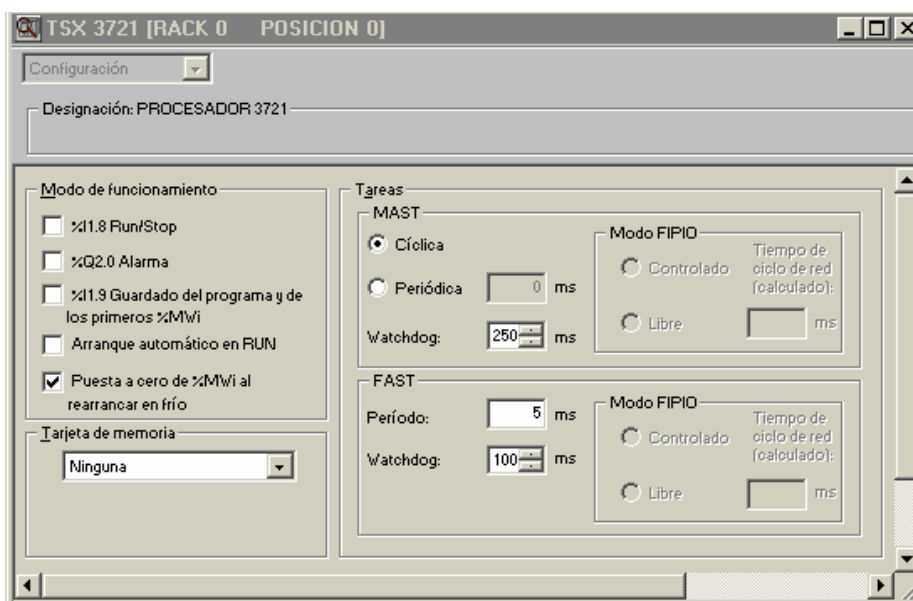 TSX 3721 [RACK 0 POSICION 0]
Configuración
Designación: PROCESADOR 3721
Modo de funcionamiento
%I1.8 Run/Stop
%Q2.0 Alarma
%I1.9 Guardado del programa y de
los primeros %MWi
Arranque automático en RUN
Puesta a cero de %MWi al
rearrancar en frío
Tarjeta de memoria
Ninguna
Tareas
MAST
Cíclica
Periódica 0 ms
Watchdog: 250 ms
Modo FIPIO
Controlado
Libre
Tiempo de
ciclo de red
(calculado):
ms
FAST
Período: 5 ms
Watchdog: 100 ms
Modo FIPIO
Controlado
Libre
Tiempo de
ciclo de red
(calculado):
ms